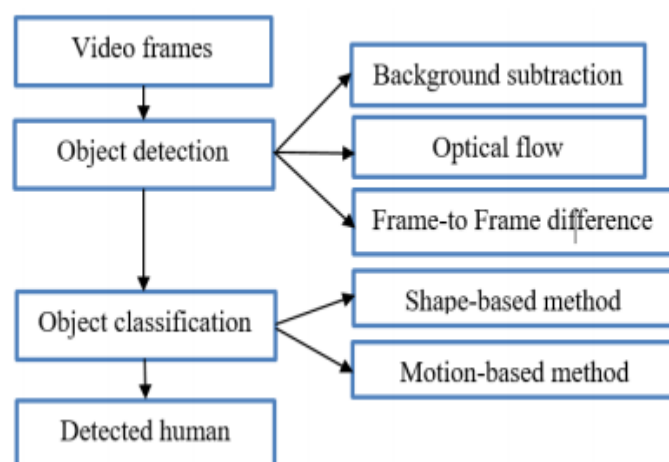 Video frames
Background subtraction
Object detection
Optical flow
Frame-to Frame difference
Object classification
Shape-based method
Motion-based method
Detected human